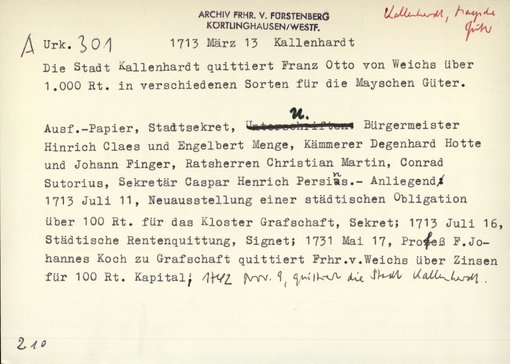 ARCHIV FRHR. V. FÜRSTENBERG
KÖRTLINGHAUSEN/WESTF.
Kallenhardt, Maysche
Güter
A Urk. 301 1713 März 13 Kallenhardt
Die Stadt Kallenhardt quittiert Franz Otto von Weichs über
1.000 Rt. in verschiedenen Sorten für die Mayschen Güter.
u.
Ausf.-Papier, Stadtsekret, Unterschriften: Bürgermeister
Hinrich Claes und Engelbert Menge, Kämmerer Degenhard Hotte
und Johann Finger, Ratsherren Christian Martin, Conrad
Sutorius, Sekretär Caspar Henrich Persins.- Anliegend
1713 Juli 11, Neuausstellung einer städtischen Obligation
über 100 Rt. für das Kloster Grafschaft, Sekret; 1713 Juli 16,
Städtische Rentenquittung, Signet; 1731 Mai 17, Profeß F.Jo-
hannes Koch zu Grafschaft quittiert Frhr.v.Weichs über Zinsen
für 100 Rt. Kapital; 1742 Nov. 9, quittiert die Stadt Kallenhardt.
210